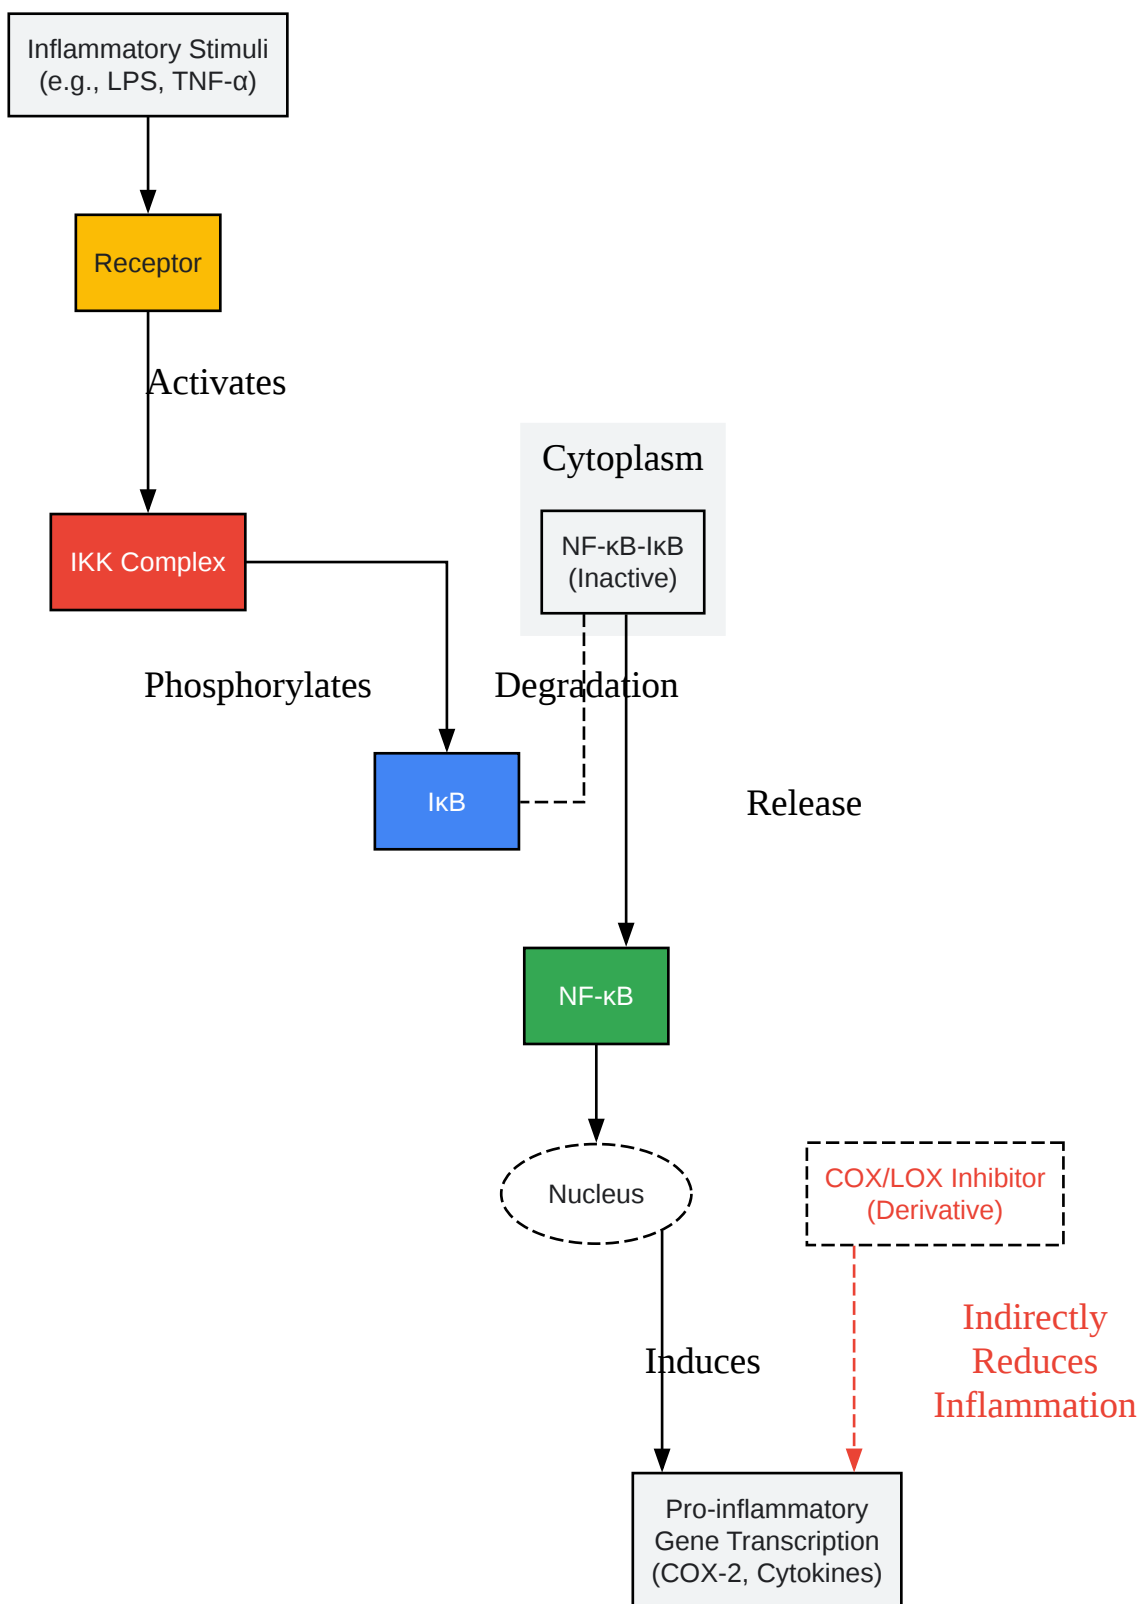 Inflammatory Stimuli
(e.g., LPS, TNF-α)
Receptor
Activates
Cytoplasm
NF-κB-IκB
(Inactive)
IKK Complex
Phosphorylates
Degradation
IκB
Release
NF-κB
Nucleus
COX/LOX Inhibitor
(Derivative)
Indirectly
Reduces
Inflammation
Induces
Pro-inflammatory
Gene Transcription
(COX-2, Cytokines)